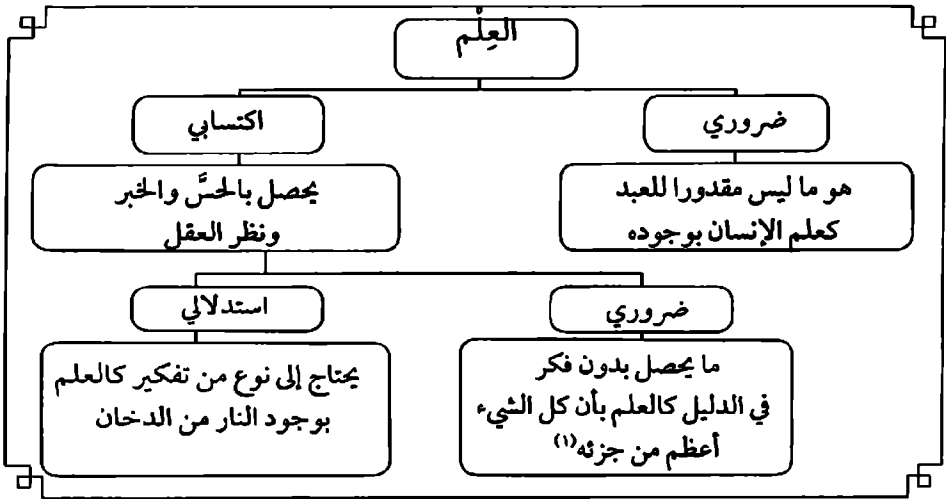 العِلْم
ضروري
اكتسابي
هو ما ليس مقدورا للعبد
كعلم الإنسان بوجوده
يحصل بالحسَّ والخبر
ونظر العقل
ضروري
استدلالي
ما يحصل بدون فكر
في الدليل كالعلم بأن كل الشيء
أعظم من جزئه(١)
يحتاج إلى نوع من تفكير كالعلم
بوجود النار من الدخان